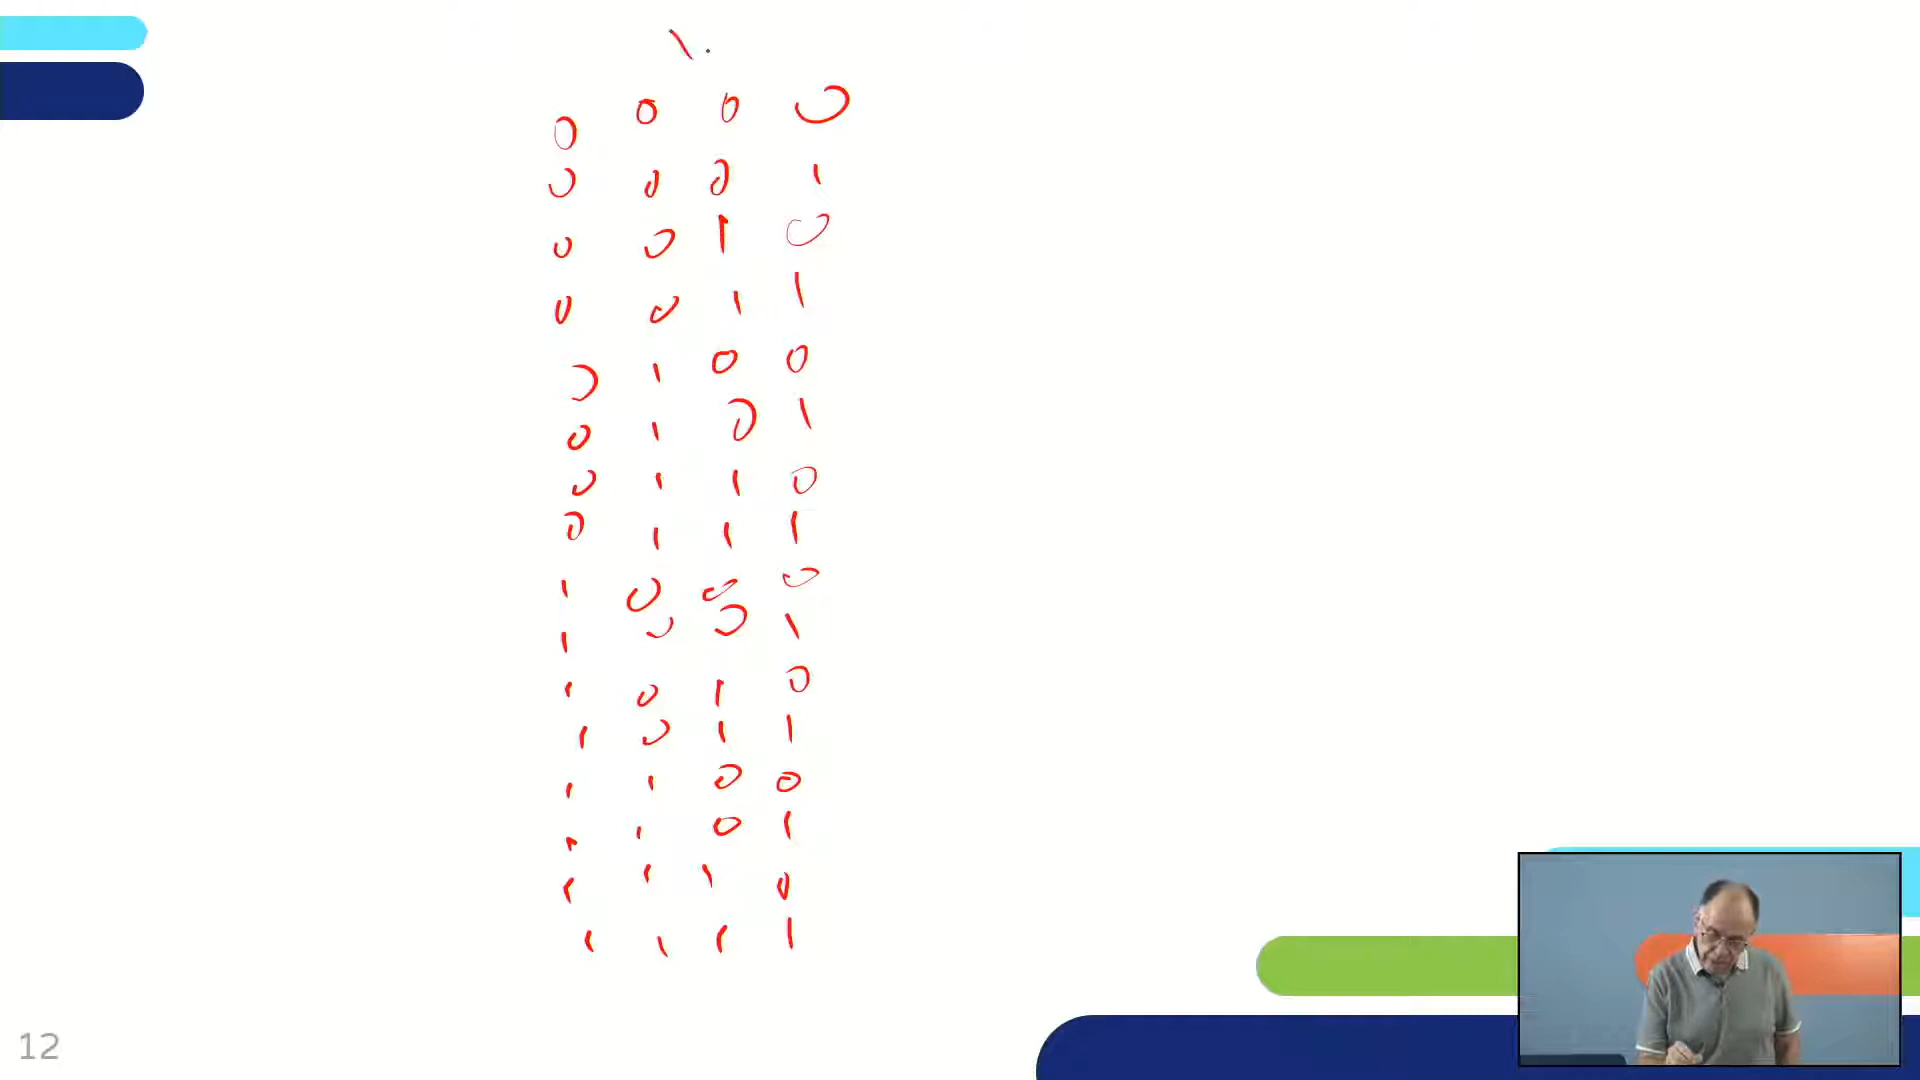 0 0 0 0
0 0 0 1
0 0 1 0
0 0 1 1
0 1 0 0
0 1 0 1
0 1 1 0
0 1 1 1
1 0 0 0
1 0 0 1
1 0 1 0
1 0 1 1
1 1 0 0
1 1 0 1
1 1 1 0
1 1 1 1
12